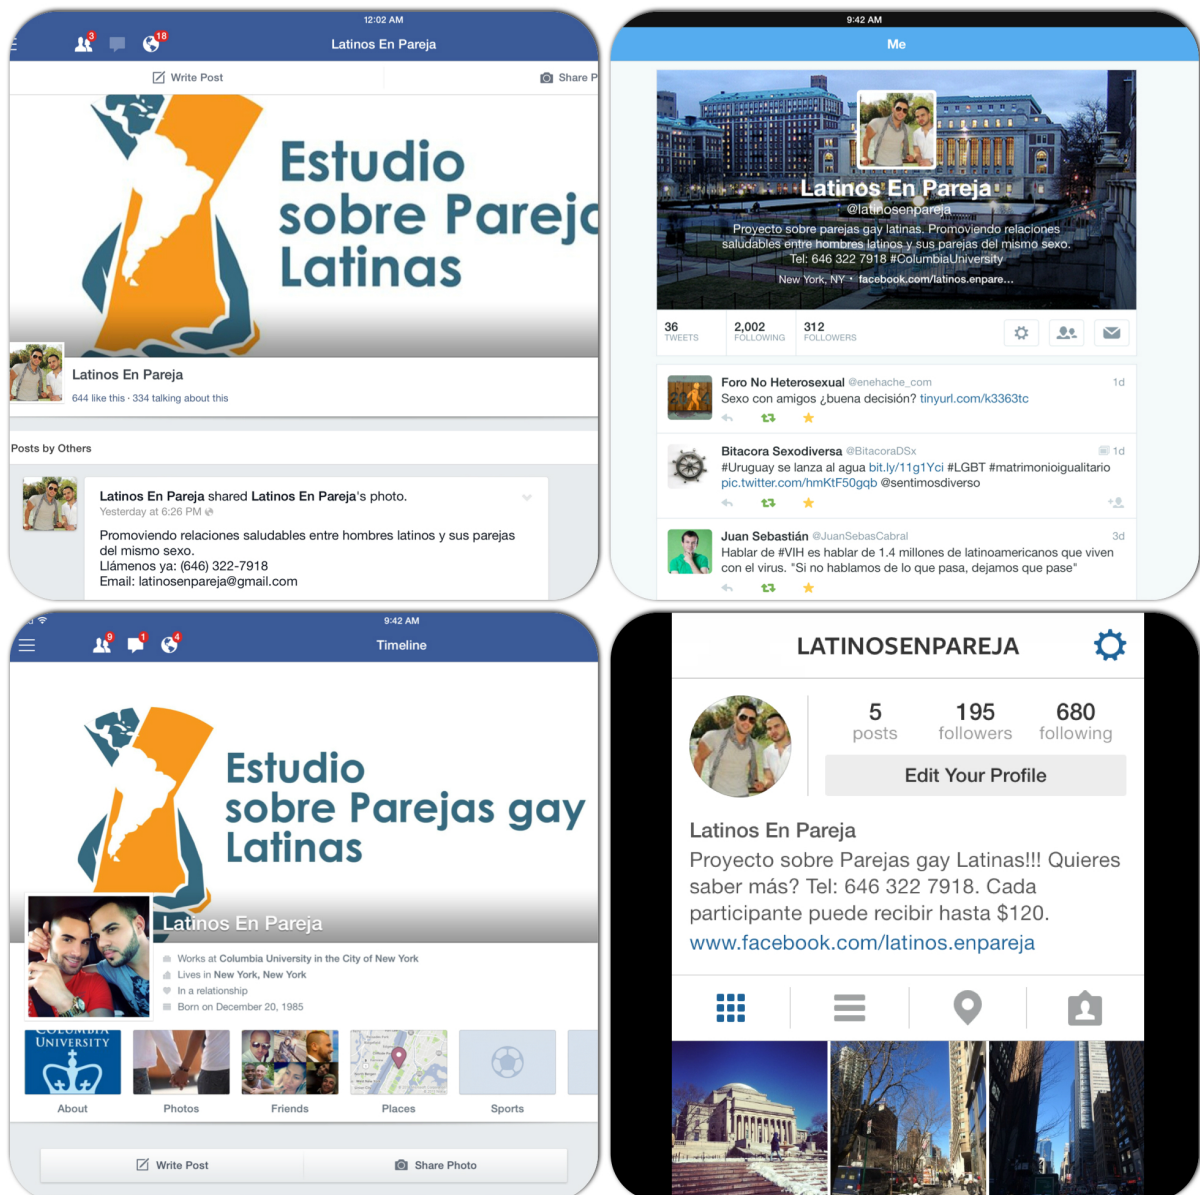 12:02 AM
3
18
Latinos En Pareja
Write Post
Share P
Estudio
sobre Pareja
Latinas
Latinos En Pareja
644 like this · 334 talking about this
Posts by Others
Latinos En Pareja shared Latinos En Pareja's photo.
Yesterday at 6:26 PM
Promoviendo relaciones saludables entre hombres latinos y sus parejas
del mismo sexo.
Llámenos ya: (646) 322-7918
Email: latinosenpareja@gmail.com
9:42 AM
Me
Latinos En Pareja
@latinosenpareja
Proyecto sobre parejas gay latinas. Promoviendo relaciones
saludables entre hombres latinos y sus parejas del mismo sexo.
Tel: 646 322 7918 #ColumbiaUniversity
New York, NY · facebook.com/latinos.enpare...
36
TWEETS
2,002
FOLLOWING
312
FOLLOWERS
Foro No Heterosexual @enehache_com
1d
Sexo con amigos ¿buena decisión? tinyurl.com/k3363tc
Bitacora Sexodiversa @BitacoraDSx
1d
#Uruguay se lanza al agua bit.ly/11g1Yci #LGBT #matrimonioigualitario
pic.twitter.com/hmKtF50gqb @sentimosdiverso
Juan Sebastián @JuanSebasCabral
3d
Hablar de #VIH es hablar de 1.4 millones de latinoamericanos que viven
con el virus. "Si no hablamos de lo que pasa, dejamos que pase"
9:42 AM
9
1
4
Timeline
Estudio
sobre Parejas gay
Latinas
Latinos En Pareja
Works at Columbia University in the City of New York
Lives in New York, New York
In a relationship
Born on December 20, 1985
COLUMBIA
UNIVERSITY
About
Photos
Friends
Places
Sports
Write Post
Share Photo
LATINOSENPAREJA
5
posts
195
followers
680
following
Edit Your Profile
Latinos En Pareja
Proyecto sobre Parejas gay Latinas!!! Quieres
saber más? Tel: 646 322 7918. Cada
participante puede recibir hasta $120.
www.facebook.com/latinos.enpareja